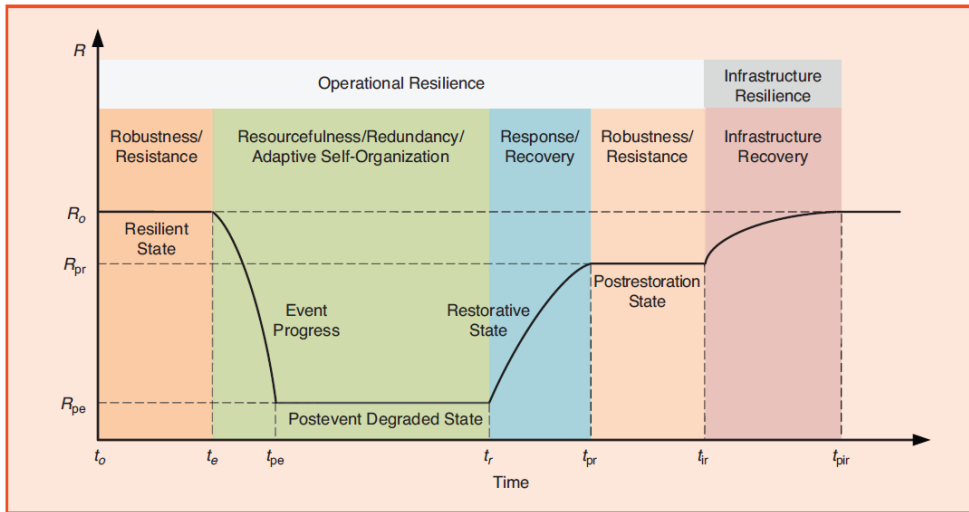 R
Operational Resilience
Infrastructure
Resilience
Robustness/
Resistance
Resourcefulness/Redundancy/
Adaptive Self-Organization
Response/
Recovery
Robustness/
Resistance
Infrastructure
Recovery
Ro
Resilient
State
Rpr
Event
Progress
Restorative
State
Postrestoration
State
Rpe
Postevent Degraded State
to
te
tpe
tr
tpr
tir
tpir
Time